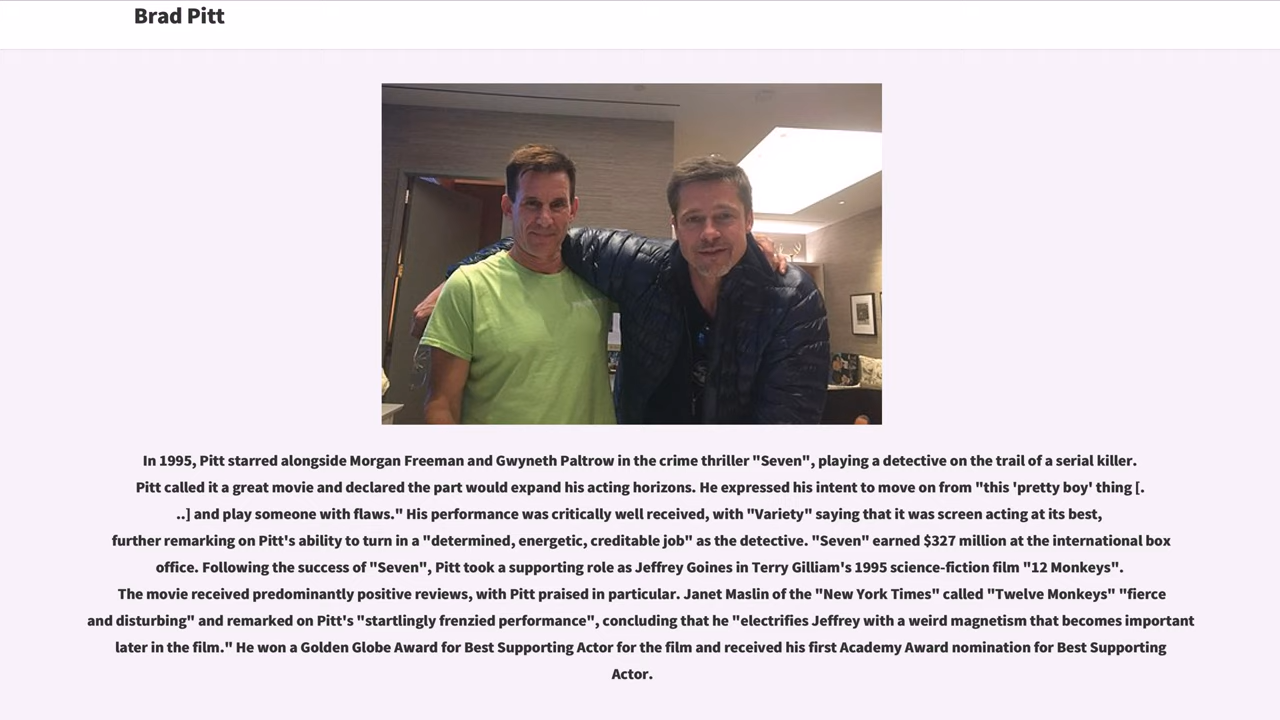 Brad Pitt
In 1995, Pitt starred alongside Morgan Freeman and Gwyneth Paltrow in the crime thriller "Seven", playing a detective on the trail of a serial killer.
Pitt called it a great movie and declared the part would expand his acting horizons. He expressed his intent to move on from "this 'pretty boy' thing [.
..] and play someone with flaws." His performance was critically well received, with "Variety" saying that it was screen acting at its best,
further remarking on Pitt's ability to turn in a "determined, energetic, creditable job" as the detective. "Seven" earned $327 million at the international box
office. Following the success of "Seven", Pitt took a supporting role as Jeffrey Goines in Terry Gilliam's 1995 science-fiction film "12 Monkeys".
The movie received predominantly positive reviews, with Pitt praised in particular. Janet Maslin of the "New York Times" called "Twelve Monkeys" "fierce
and disturbing" and remarked on Pitt's "startlingly frenzied performance", concluding that he "electrifies Jeffrey with a weird magnetism that becomes important
later in the film." He won a Golden Globe Award for Best Supporting Actor for the film and received his first Academy Award nomination for Best Supporting
Actor.